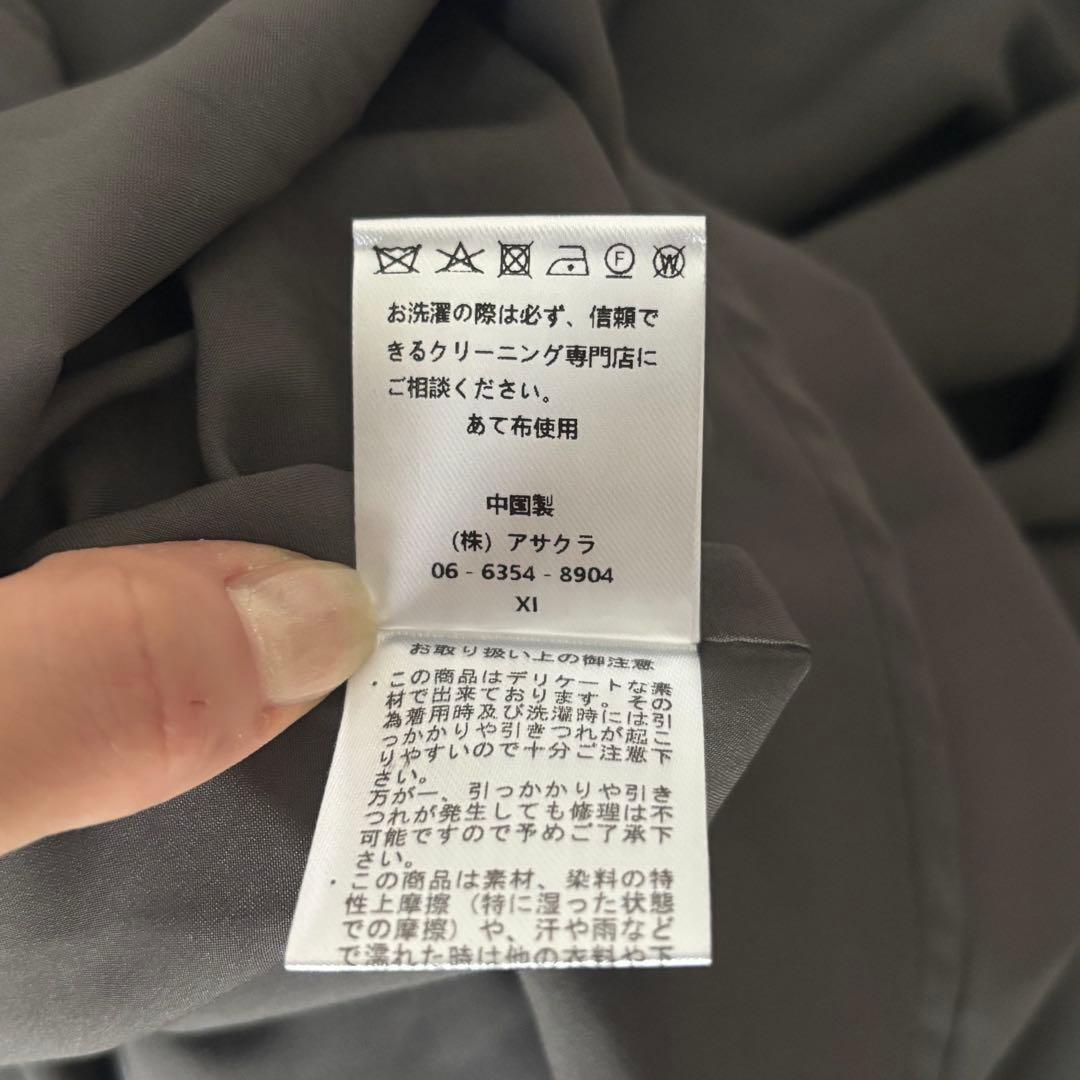 F W
お洗濯の際は必ず、信頼で
きるクリーニング専門店に
ご相談ください。
あて布使用
中国製
（株）アサクラ
06 - 6354 - 8904
XI
お取り扱い上の御注意
・この商品はデリケートな素
材で出来ております。その
為着用時及び洗濯時には引
っかかりや引きつれが起こ
りやすいので十分ご注意下
さい。
万が一、引っかかりや引き
つれが発生しても修理は不
可能ですので予めご了承下
さい。
・この商品は素材、染料の特
性上摩擦（特に湿った状態
での摩擦）や、汗や雨など
で濡れた時は他の衣料や下